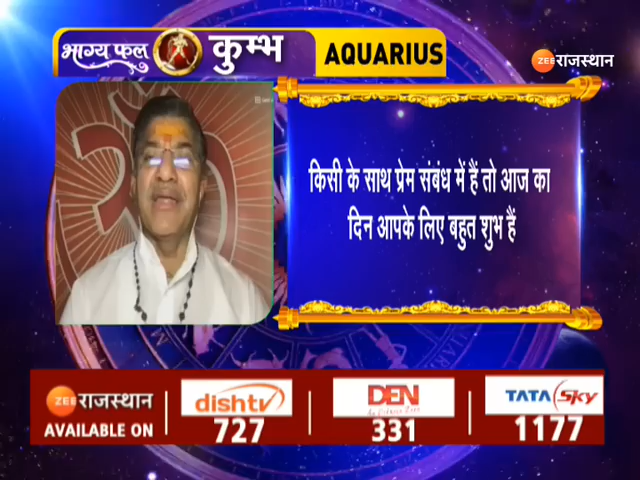 भाग्य फल कुम्भ AQUARIUS
ZEE राजस्थान
किसी के साथ प्रेम संबंध में हैं तो आज का
दिन आपके लिए बहुत शुभ हैं
ZEE राजस्थान dishtv DEN TATA Sky
AVAILABLE ON 727 331 1177